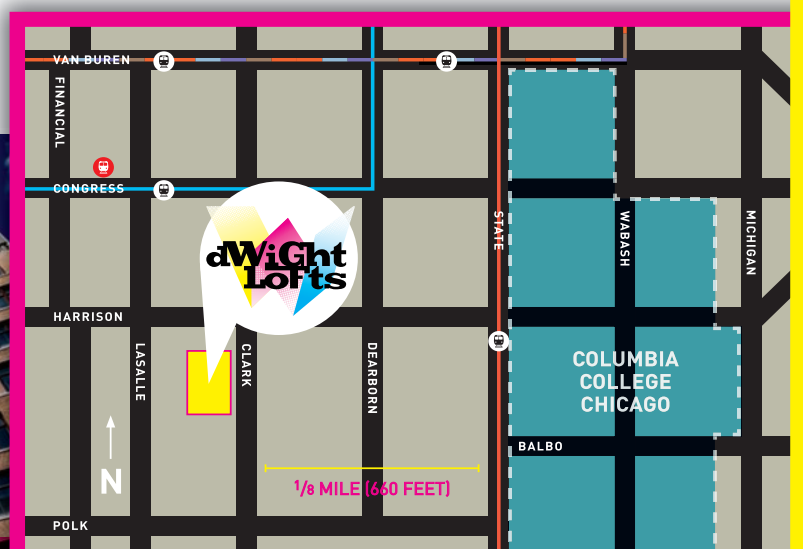 VAN BUREN
FINANCIAL
CONGRESS
STATE
WABASH
MICHIGAN
dWiGht
LoFts
HARRISON
LASALLE
CLARK
DEARBORN
COLUMBIA
COLLEGE
CHICAGO
BALBO
N
1/8 MILE (660 FEET)
POLK